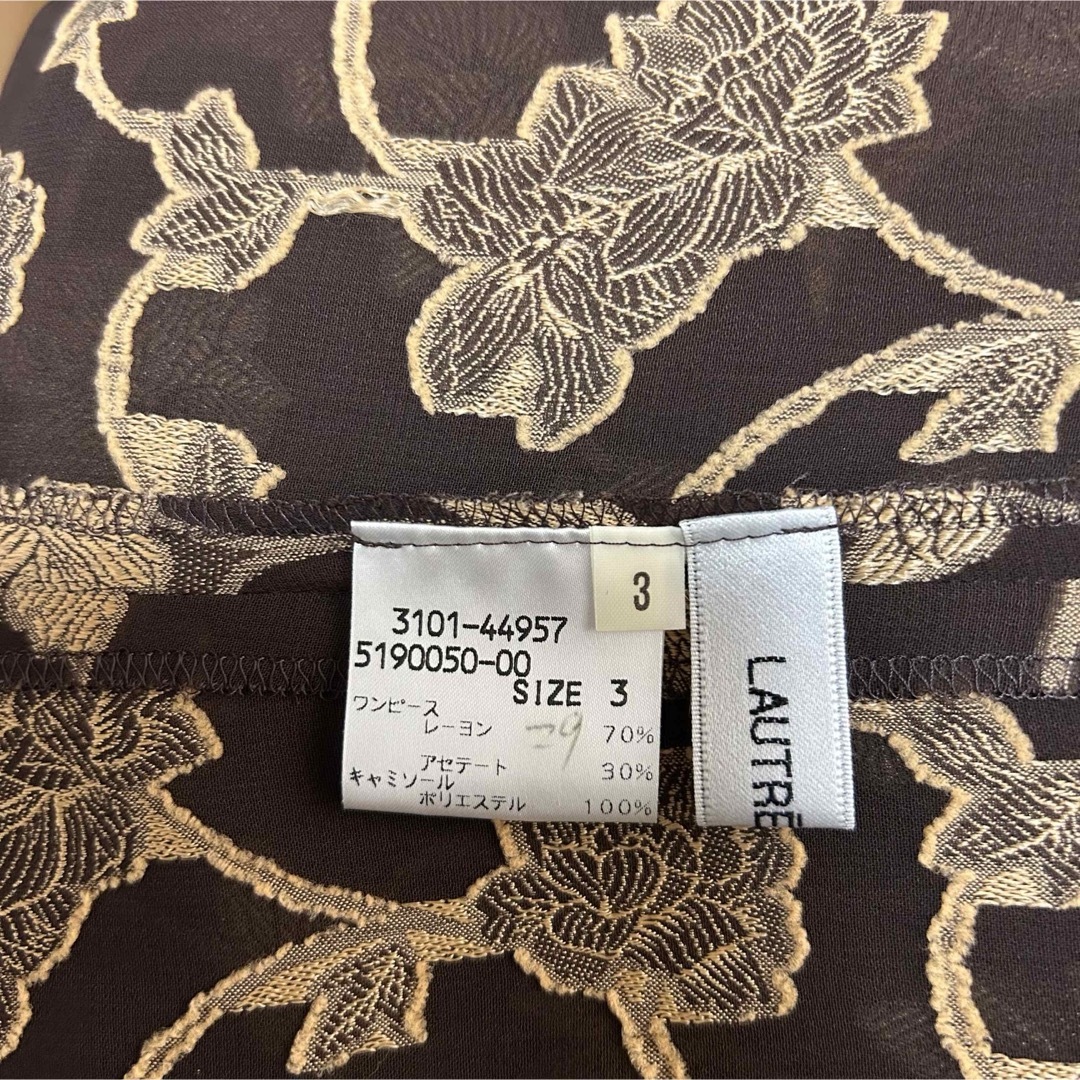 3
3101-44957
5190050-00
SIZE 3
ワンピース
レーヨン 70%
アセテート 30%
キャミソール
ポリエステル 100%
LAUTRĒ